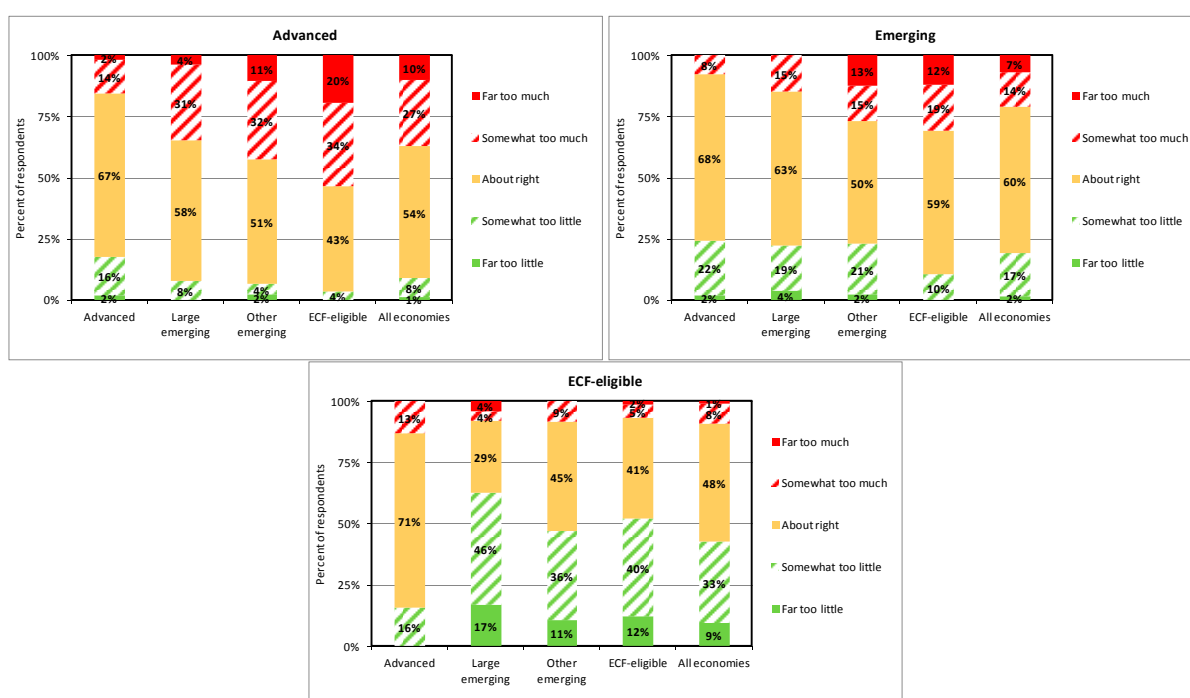 Advanced
Percent of respondents
100%
75%
50%
25%
0%
2%
14%
67%
16%
2%
4%
31%
58%
8%
11%
32%
51%
4%
2%
20%
34%
43%
4%
10%
27%
54%
8%
1%
Advanced
Large emerging
Other emerging
ECF-eligible
All economies
Far too much
Somewhat too much
About right
Somewhat too little
Far too little
Emerging
Percent of respondents
100%
75%
50%
25%
0%
8%
68%
22%
2%
15%
63%
19%
4%
13%
15%
50%
21%
2%
12%
19%
59%
10%
7%
14%
60%
17%
2%
Advanced
Large emerging
Other emerging
ECF-eligible
All economies
Far too much
Somewhat too much
About right
Somewhat too little
Far too little
ECF-eligible
Percent of respondents
100%
75%
50%
25%
0%
13%
71%
16%
4%
4%
29%
46%
17%
9%
45%
36%
11%
2%
5%
41%
40%
12%
1%
8%
48%
33%
9%
Advanced
Large emerging
Other emerging
ECF-eligible
All economies
Far too much
Somewhat too much
About right
Somewhat too little
Far too little